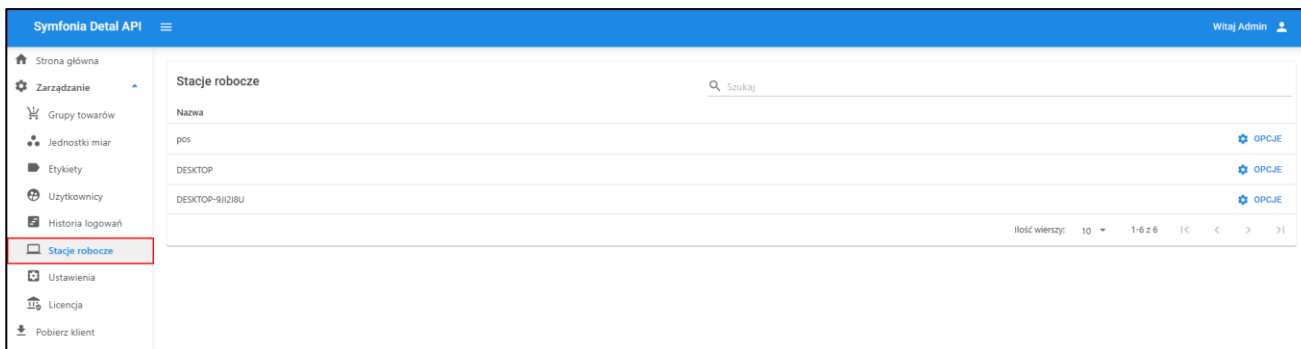 Symfonia Detal API
Witaj Admin
Strona główna
Zarządzanie
Grupy towarów
Jednostki miar
Etykiety
Użytkownicy
Historia logowań
Stacje robocze
Ustawienia
Licencja
Pobierz klient
Stacje robocze
Szukaj
Nazwa
pos OPCJE
DESKTOP OPCJE
DESKTOP-9JI2I8U OPCJE
Ilość wierszy: 10 1-6 z 6